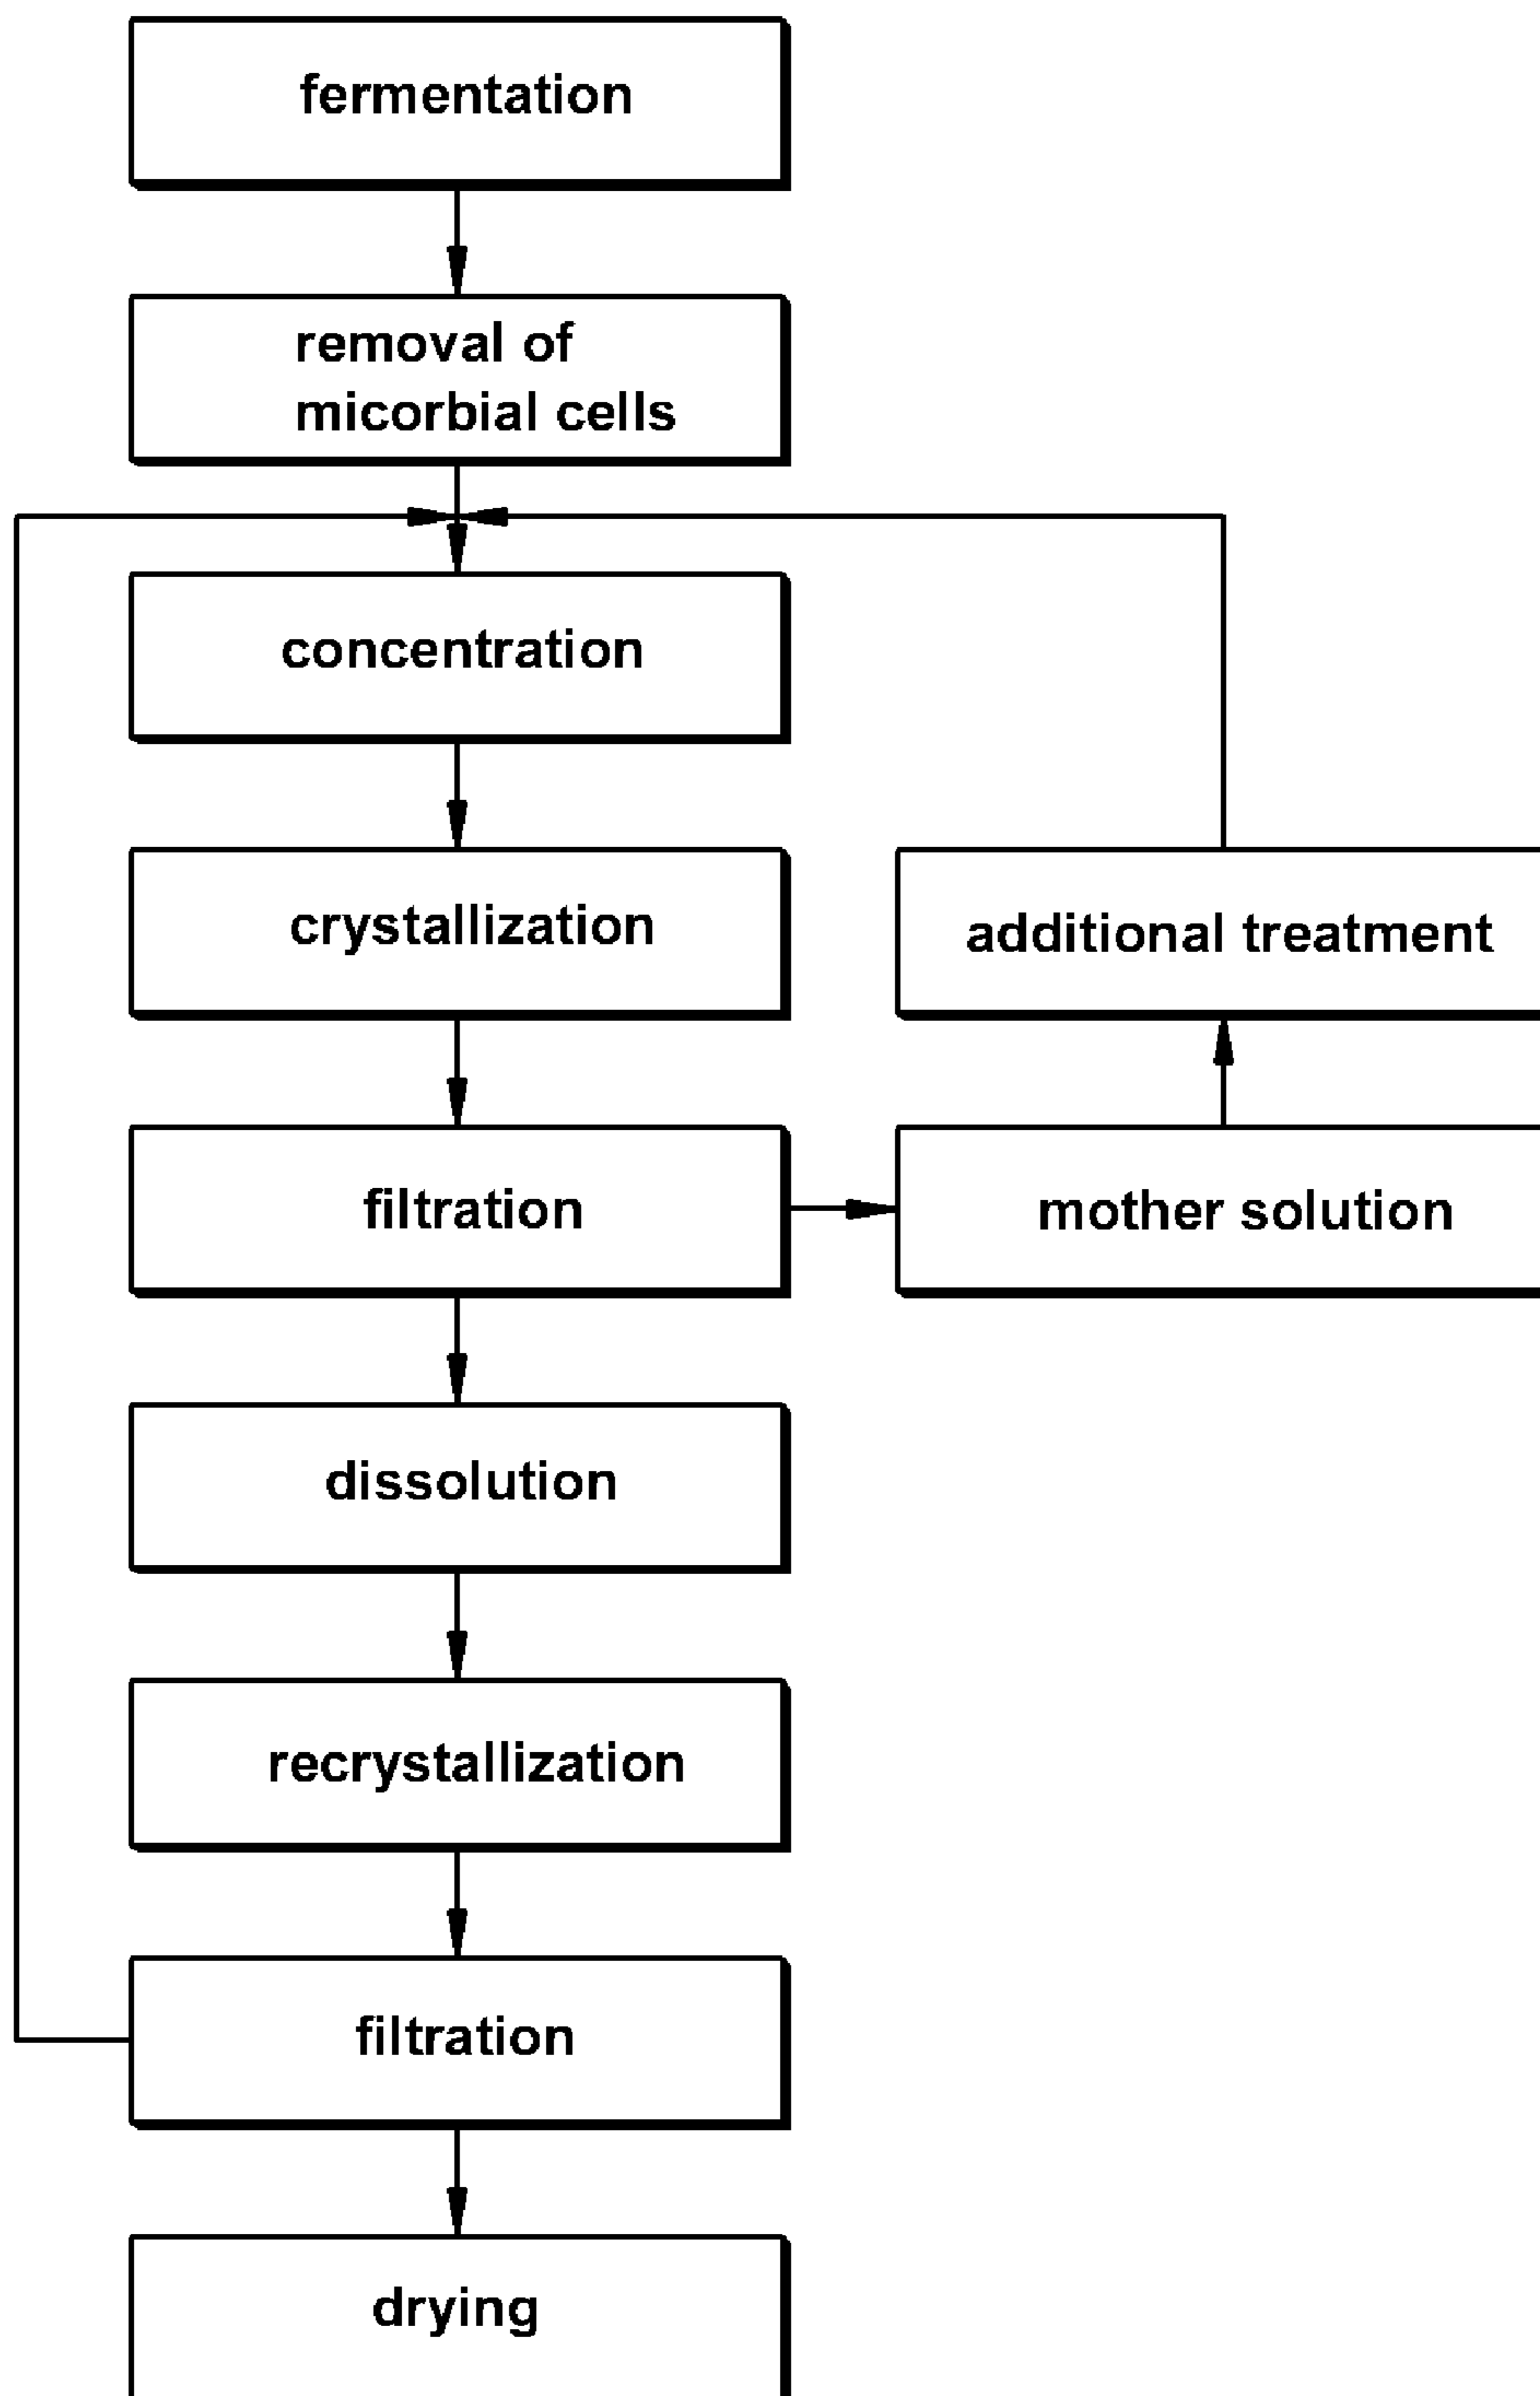 fermentation
removal of
micorbial cells
concentration
crystallization
additional treatment
filtration
mother solution
dissolution
recrystallization
filtration
drying